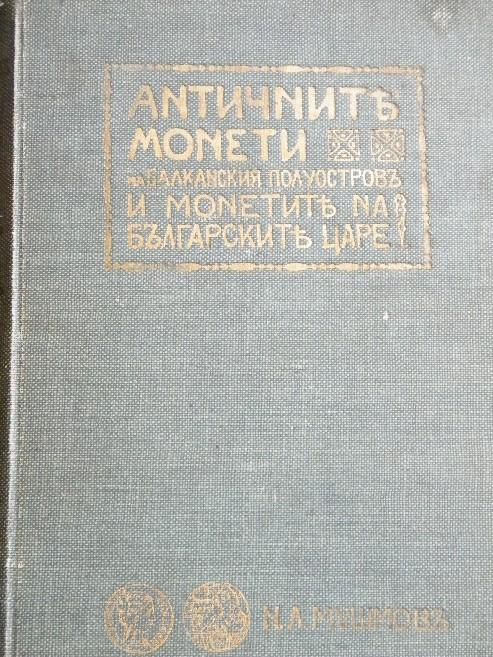 АНТИЧНИТѢ
МОНЕТИ
НА БАЛКАНСКИЯ ПОЛУОСТРОВЪ
И МОНЕТИТѢ НА
БЪЛГАРСКИТѢ ЦАРЕ
Н.А. МУШМОВЪ